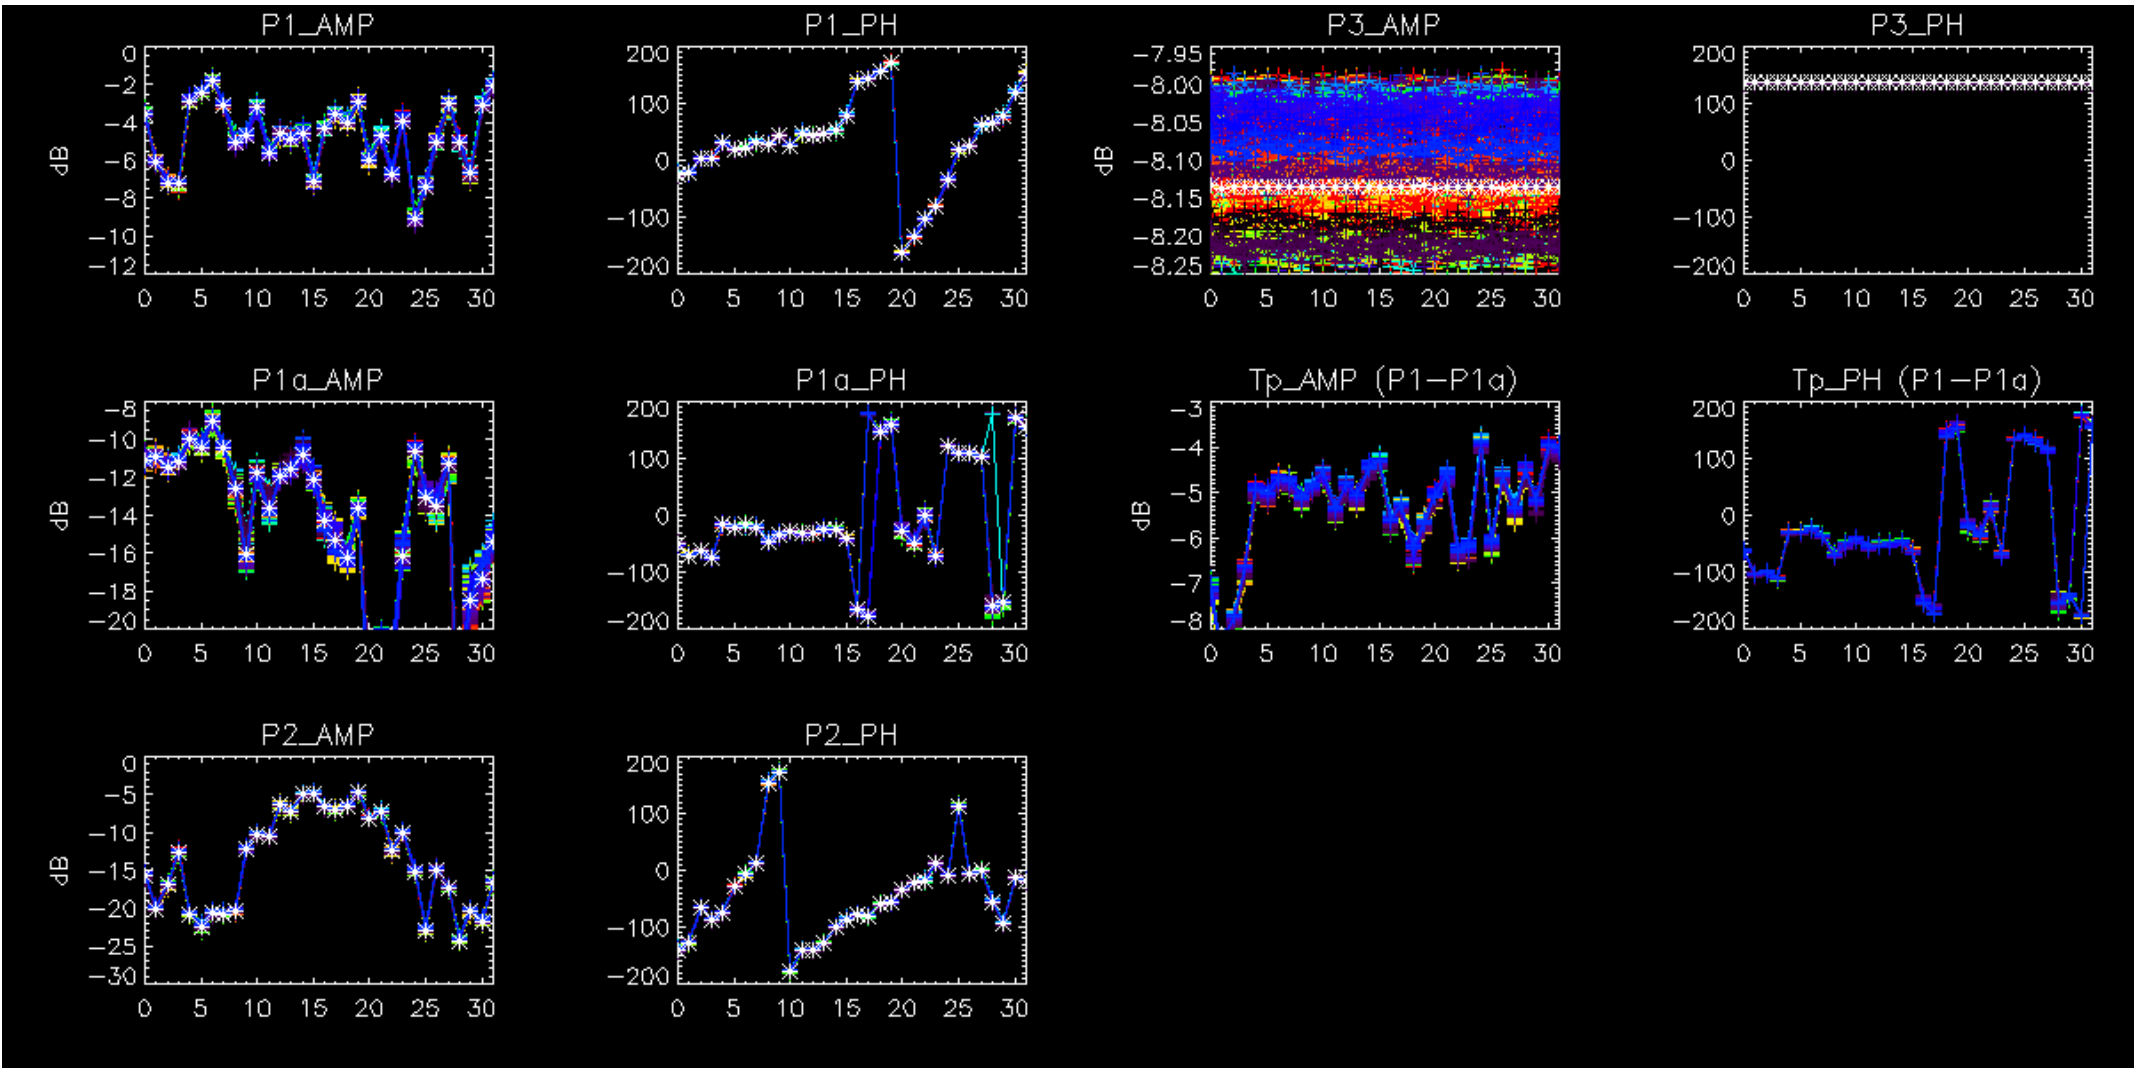 P1_AMP
0
−2
−4
−6
−8
−10
−12
dB
0 5 10 15 20 25 30
P1_PH
200
100
0
−100
−200
0 5 10 15 20 25 30
P3_AMP
−7.95
−8.00
−8.05
−8.10
−8.15
−8.20
−8.25
dB
0 5 10 15 20 25 30
P3_PH
200
100
0
−100
−200
0 5 10 15 20 25 30
P1a_AMP
−8
−10
−12
−14
−16
−18
−20
dB
0 5 10 15 20 25 30
P1a_PH
200
100
0
−100
−200
0 5 10 15 20 25 30
Tp_AMP (P1−P1a)
−3
−4
−5
−6
−7
−8
dB
0 5 10 15 20 25 30
Tp_PH (P1−P1a)
200
100
0
−100
−200
0 5 10 15 20 25 30
P2_AMP
0
−5
−10
−15
−20
−25
−30
dB
0 5 10 15 20 25 30
P2_PH
200
100
0
−100
−200
0 5 10 15 20 25 30